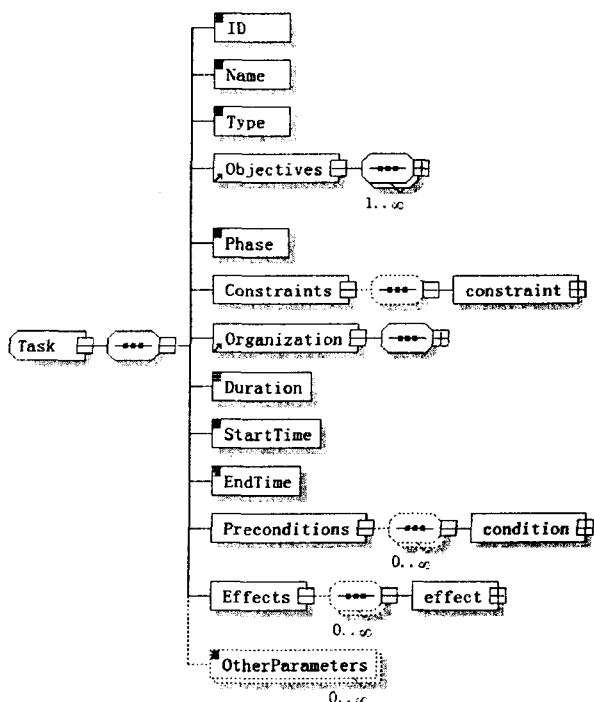 ID
Name
Type
Objectives
1..∞
Phase
Constraints
constraint
Task
Organization
Duration
StartTime
EndTime
Preconditions
condition
0..∞
Effects
effect
0..∞
OtherParameters
0..∞